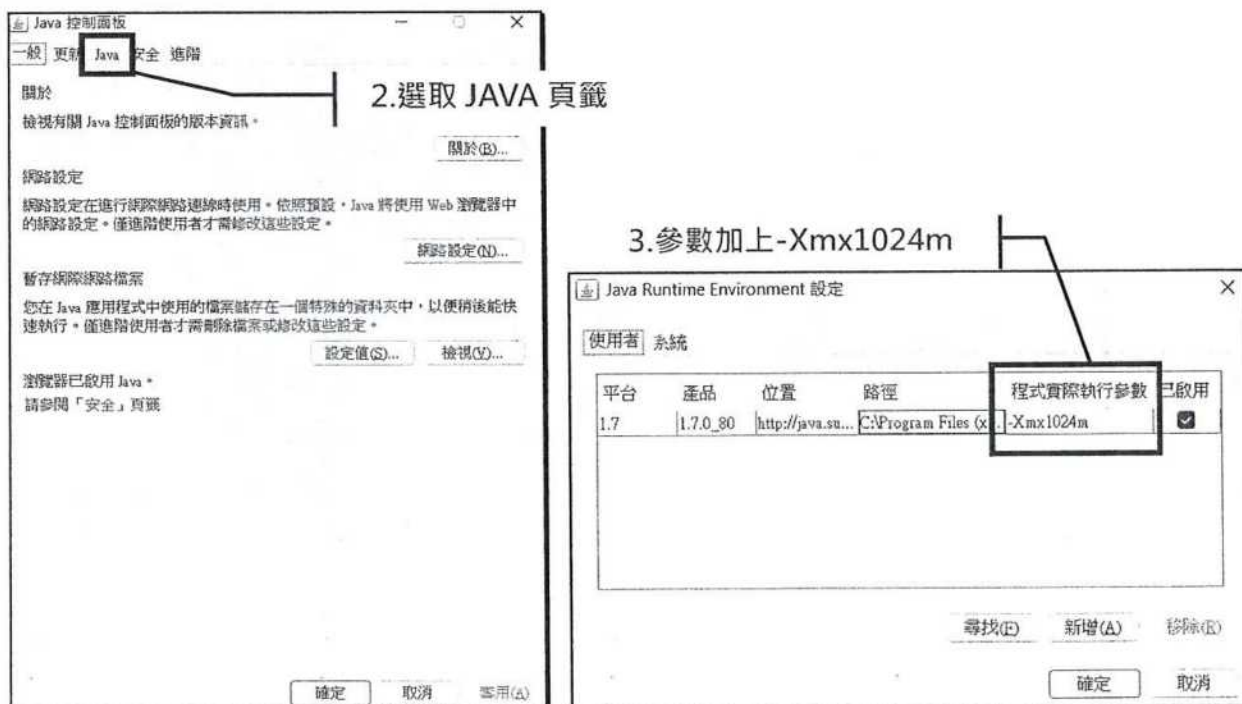 Java 控制面板
一般 更新 Java 安全 進階
2.選取 JAVA 頁籤
關於
檢視有關 Java 控制面板的版本資訊。
關於(B)...
網路設定
網路設定在進行網際網路連線時使用。依照預設，Java 將使用 Web 瀏覽器中
的網路設定。僅進階使用者才需修改這些設定。
網路設定(N)...
暫存網際網路檔案
您在 Java 應用程式中使用的檔案儲存在一個特殊的資料夾中，以便稍後能快
速執行。僅進階使用者才需刪除檔案或修改這些設定。
設定值(S)... 檢視(V)...
瀏覽器已啟用 Java。
請參閱「安全」頁籤
確定 取消 套用(A)
3.參數加上-Xmx1024m
Java Runtime Environment 設定
使用者 系統
平台 產品 位置 路徑 程式實際執行參數 已啟用
1.7 1.7.0_80 http://java.su... C:\Program Files (x... -Xmx1024m
尋找(F) 新增(A) 移除(R)
確定 取消